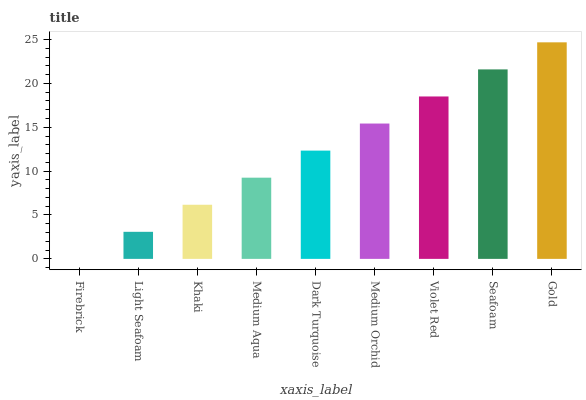 title
25
20
15
10
5
0
yaxis_label
Firebrick
Light Seafoam
Khaki
Medium Aqua
Dark Turquoise
Medium Orchid
Violet Red
Seafoam
Gold
xaxis_label